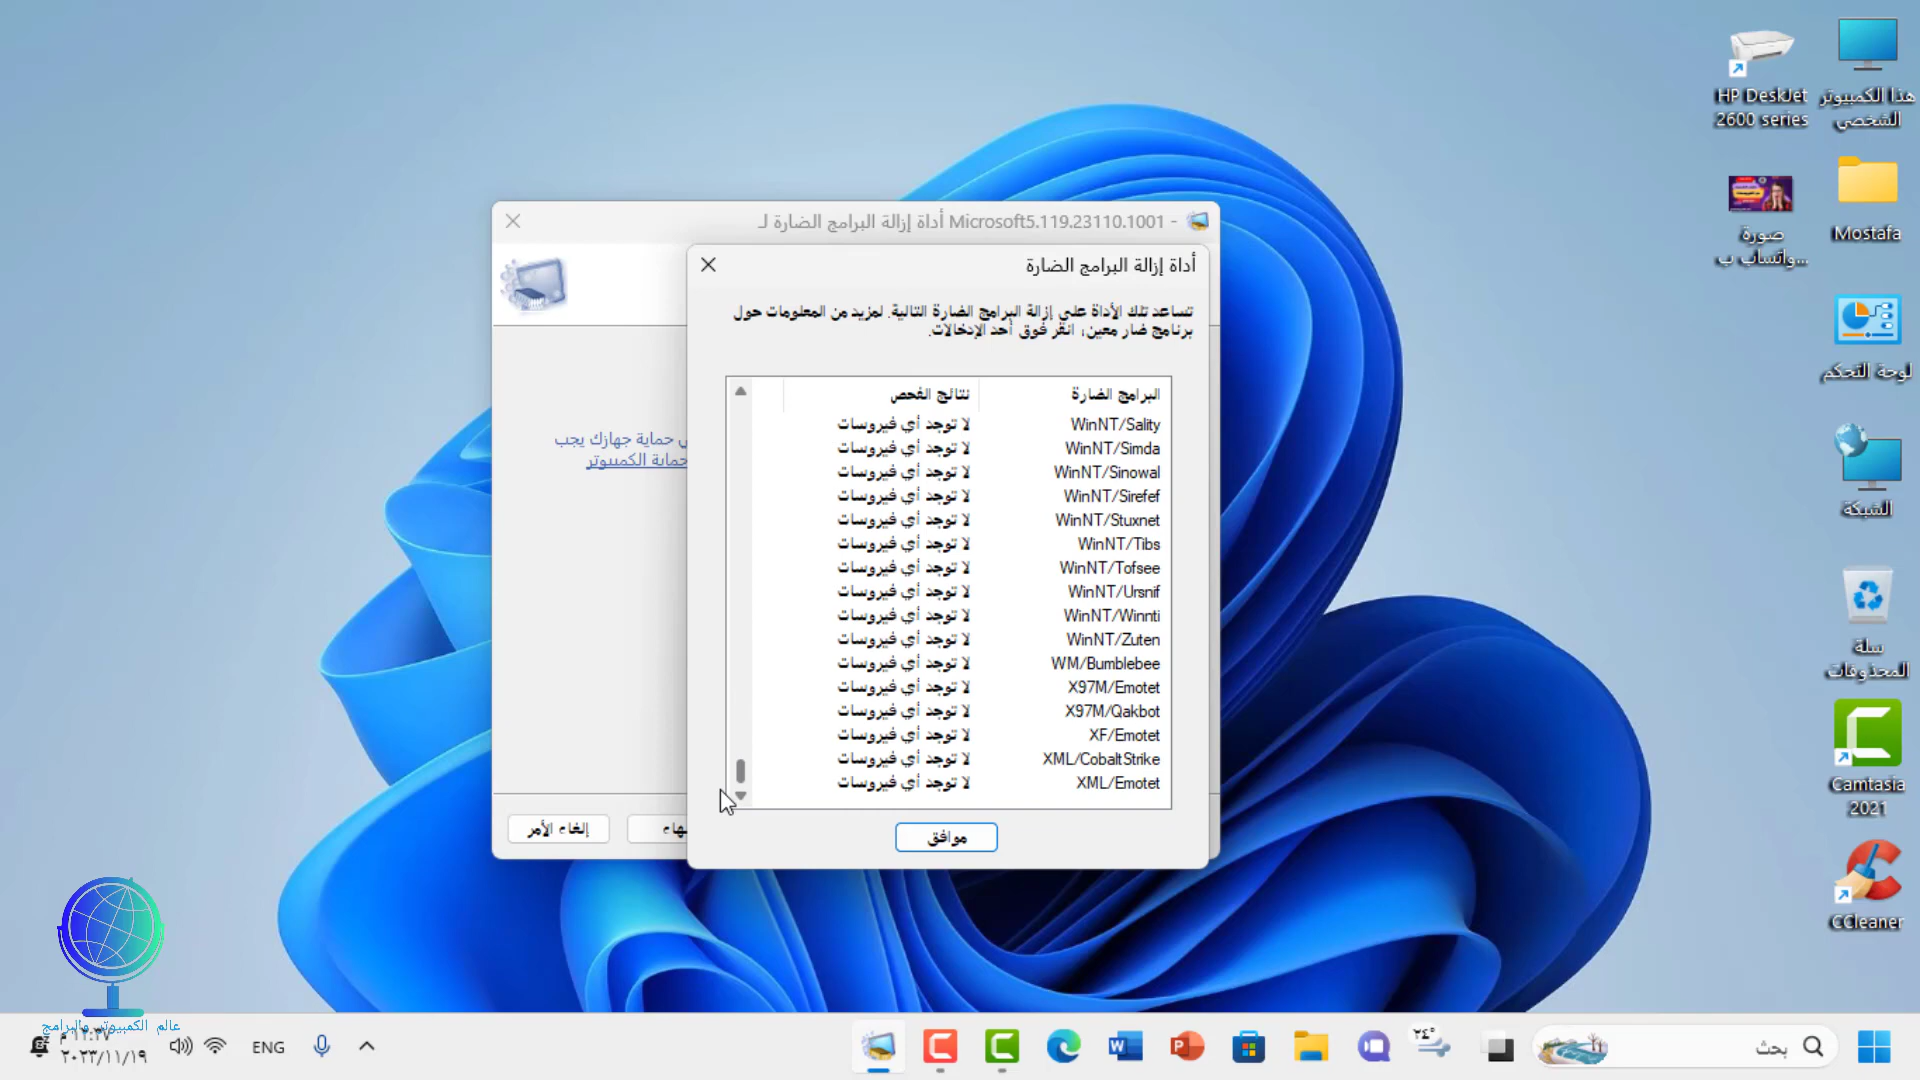 HP DeskJet
2600 series
هذا الكمبيوتر
الشخصي
صورة
واتساب ب...
Mostafa
لوحة التحكم
الشبكة
سلة
المحذوفات
Camtasia
2021
CCleaner
أداة إزالة البرامج الضارة لـ Microsoft5.119.23110.1001 -
حماية جهازك يجب
حماية الكمبيوتر
إلغاء الأمر
أداة إزالة البرامج الضارة
تساعد تلك الأداة على إزالة البرامج الضارة التالية. لمزيد من المعلومات حول
برنامج ضار معين، انقر فوق أحد الإدخالات.
البرامج الضارة نتائج الفحص
WinNT/Sality لا توجد أي فيروسات
WinNT/Simda لا توجد أي فيروسات
WinNT/Sinowal لا توجد أي فيروسات
WinNT/Sirefef لا توجد أي فيروسات
WinNT/Stuxnet لا توجد أي فيروسات
WinNT/Tibs لا توجد أي فيروسات
WinNT/Tofsee لا توجد أي فيروسات
WinNT/Ursnif لا توجد أي فيروسات
WinNT/Winnti لا توجد أي فيروسات
WinNT/Zuten لا توجد أي فيروسات
WM/Bumblebee لا توجد أي فيروسات
X97M/Emotet لا توجد أي فيروسات
X97M/Qakbot لا توجد أي فيروسات
XF/Emotet لا توجد أي فيروسات
XML/CobaltStrike لا توجد أي فيروسات
XML/Emotet لا توجد أي فيروسات
موافق
عالم الكمبيوتر والبرامج
بحث
٢٤°
ENG
١٢:٣٧ م
٢٠٢٣/١١/١٩